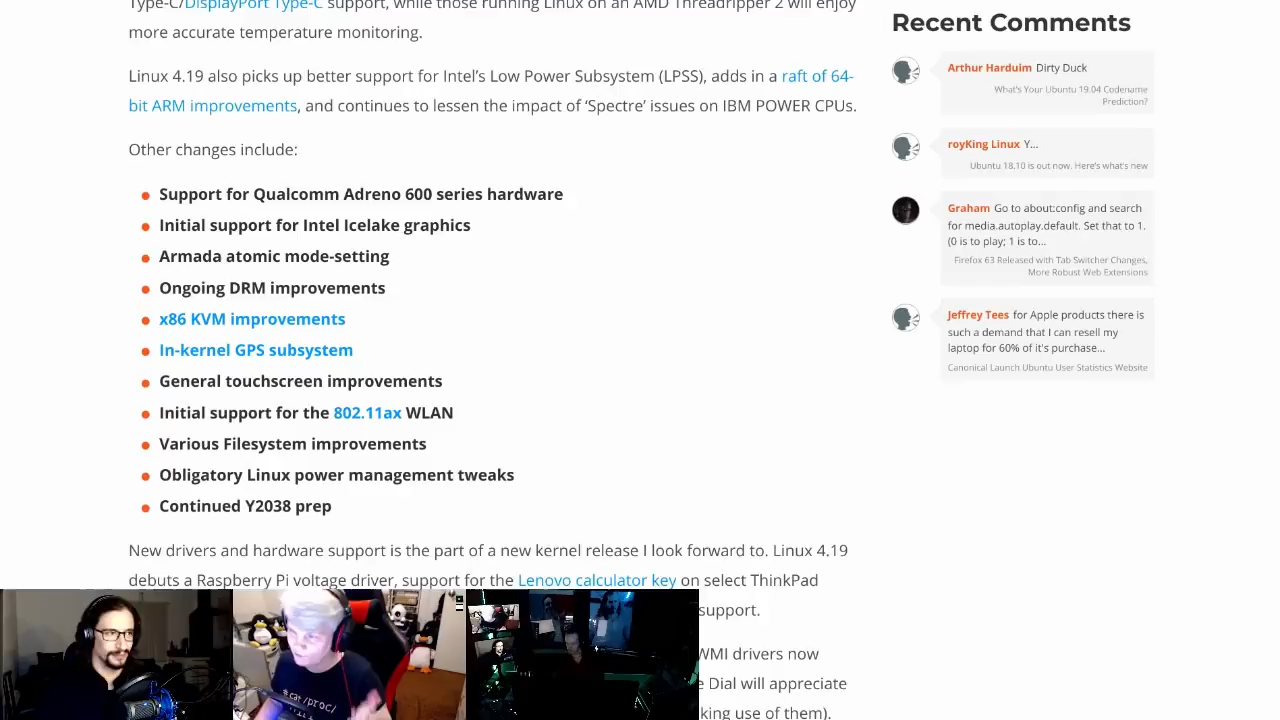 Type-C/DisplayPort Type-C support, while those running Linux on an AMD Threadripper 2 will enjoy
more accurate temperature monitoring.
Linux 4.19 also picks up better support for Intel's Low Power Subsystem (LPSS), adds in a raft of 64-
bit ARM improvements, and continues to lessen the impact of 'Spectre' issues on IBM POWER CPUs.
Other changes include:
Support for Qualcomm Adreno 600 series hardware
Initial support for Intel Icelake graphics
Armada atomic mode-setting
Ongoing DRM improvements
x86 KVM improvements
In-kernel GPS subsystem
General touchscreen improvements
Initial support for the 802.11ax WLAN
Various Filesystem improvements
Obligatory Linux power management tweaks
Continued Y2038 prep
New drivers and hardware support is the part of a new kernel release I look forward to. Linux 4.19
debuts a Raspberry Pi voltage driver, support for the Lenovo calculator key on select ThinkPad
support.
WMI drivers now
e Dial will appreciate
king use of them).
Recent Comments
Arthur Harduim Dirty Duck
What's Your Ubuntu 19.04 Codename
Prediction?
royKing Linux Y...
Ubuntu 18.10 is out now. Here's what's new
Graham Go to about:config and search
for media.autoplay.default. Set that to 1.
(0 is to play; 1 is to...
Firefox 63 Released with Tab Switcher Changes,
More Robust Web Extensions
Jeffrey Tees for Apple products there is
such a demand that I can resell my
laptop for 60% of it's purchase...
Canonical Launch Ubuntu User Statistics Website
#cat /proc/